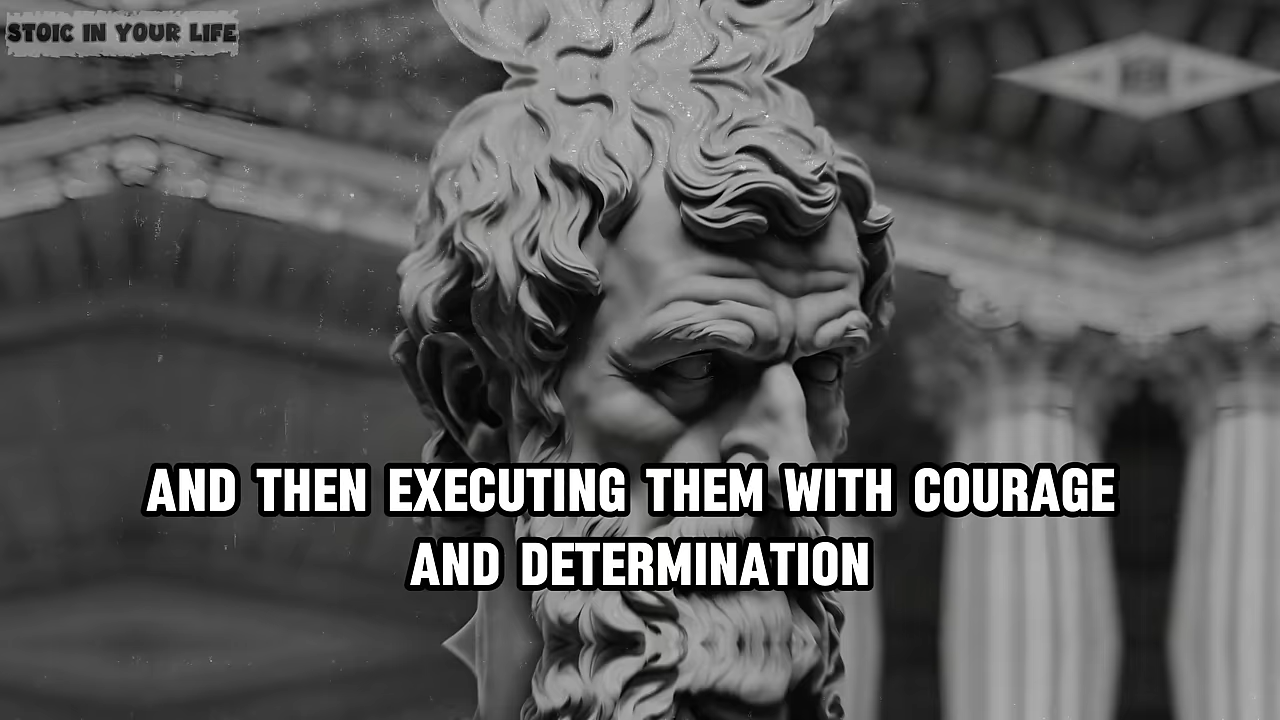 STOIC IN YOUR LIFE
AND THEN EXECUTING THEM WITH COURAGE
AND DETERMINATION